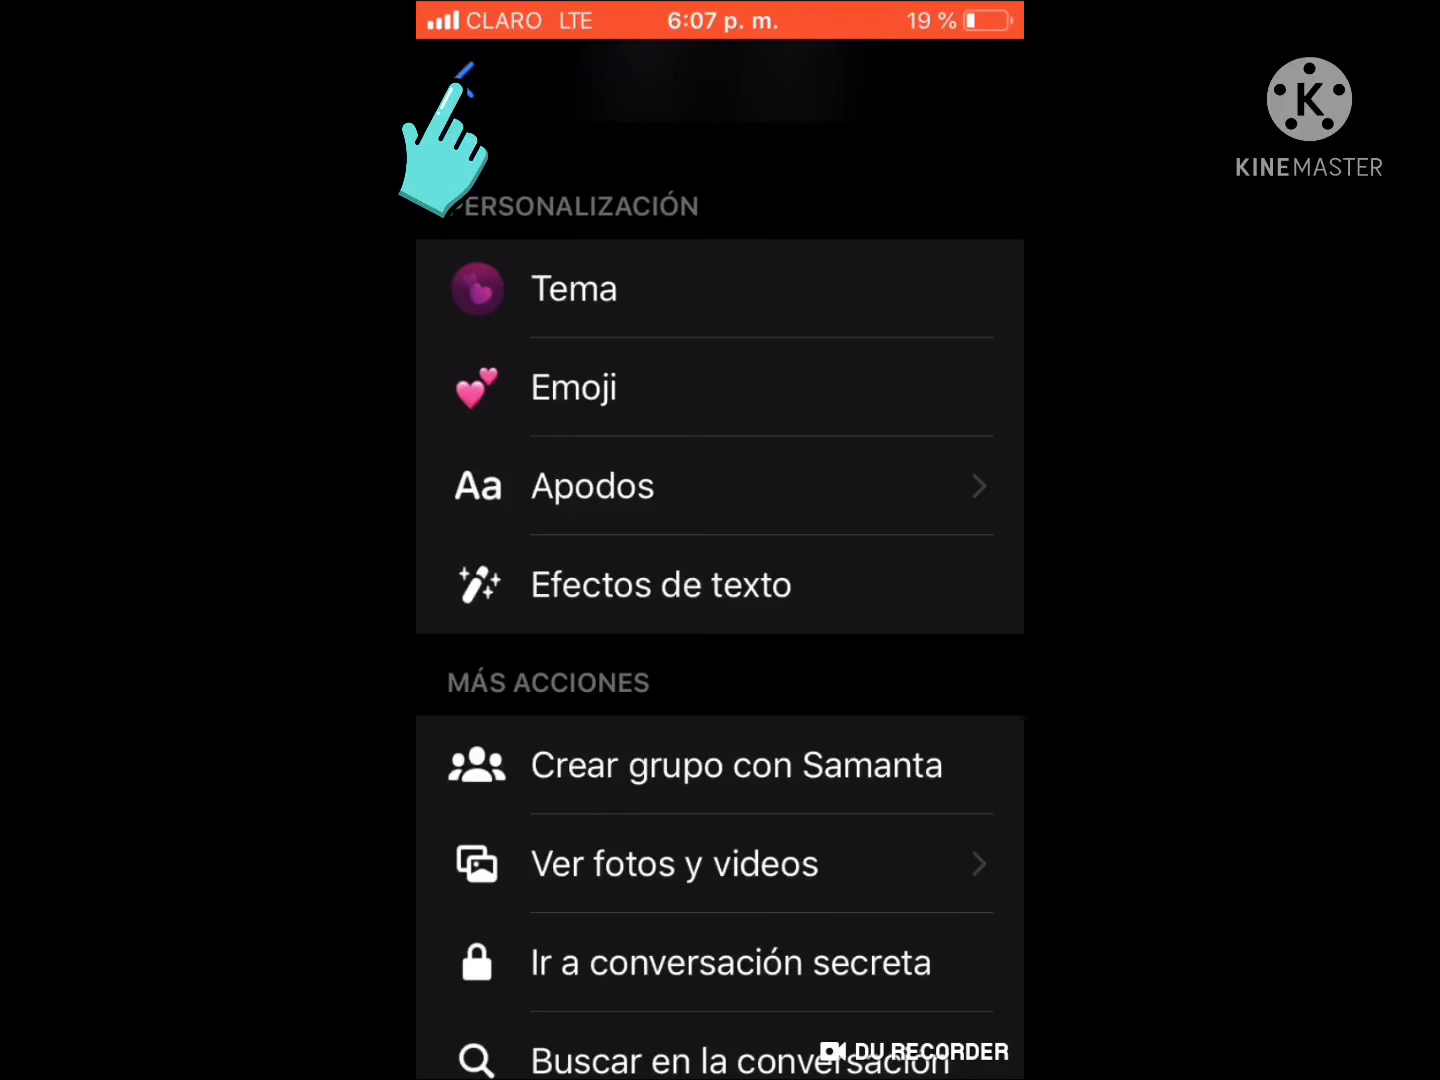 CLARO LTE 6:07 p. m. 19 %
K
KINEMASTER
PERSONALIZACIÓN
Tema
Emoji
Aa Apodos
Efectos de texto
MÁS ACCIONES
Crear grupo con Samanta
Ver fotos y videos
Ir a conversación secreta
Buscar en la conversación
DU RECORDER